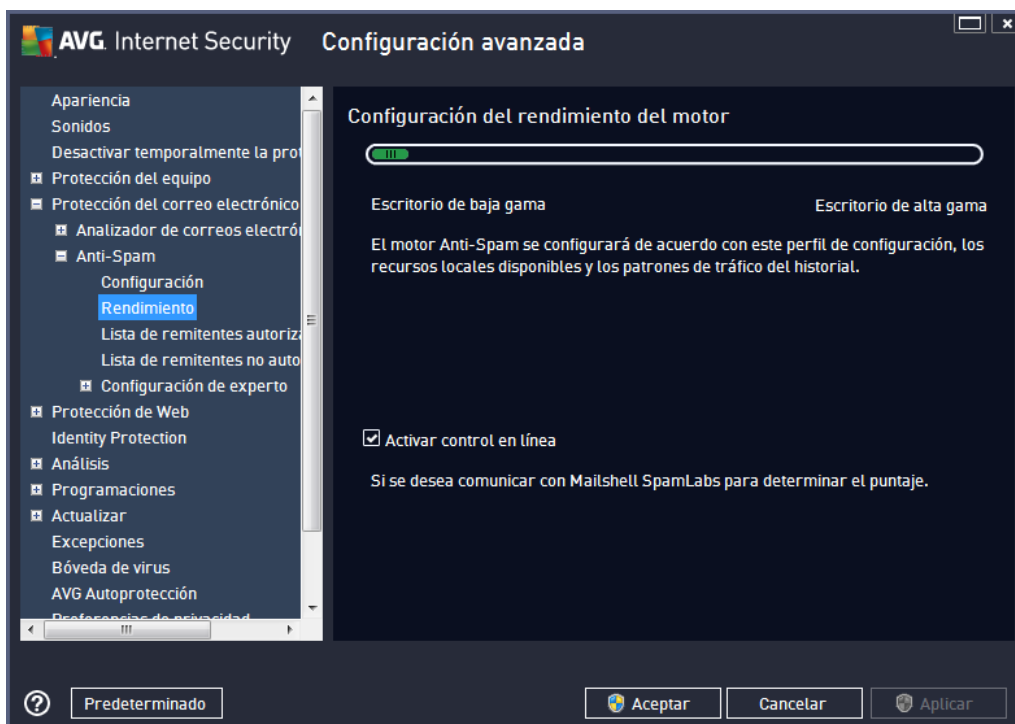 AVG. Internet Security
Configuración avanzada
Apariencia
Sonidos
Desactivar temporalmente la prot
Protección del equipo
Protección del correo electrónico
Analizador de correos electró
Anti-Spam
Configuración
Rendimiento
Lista de remitentes autoriza
Lista de remitentes no auto
Configuración de experto
Protección de Web
Identity Protection
Análisis
Programaciones
Actualizar
Excepciones
Bóveda de virus
AVG Autoprotección
Preferencias de privacidad
Configuración del rendimiento del motor
Escritorio de baja gama
Escritorio de alta gama
El motor Anti-Spam se configurará de acuerdo con este perfil de configuración, los
recursos locales disponibles y los patrones de tráfico del historial.
Activar control en línea
Si se desea comunicar con Mailshell SpamLabs para determinar el puntaje.
?
Predeterminado
Aceptar
Cancelar
Aplicar